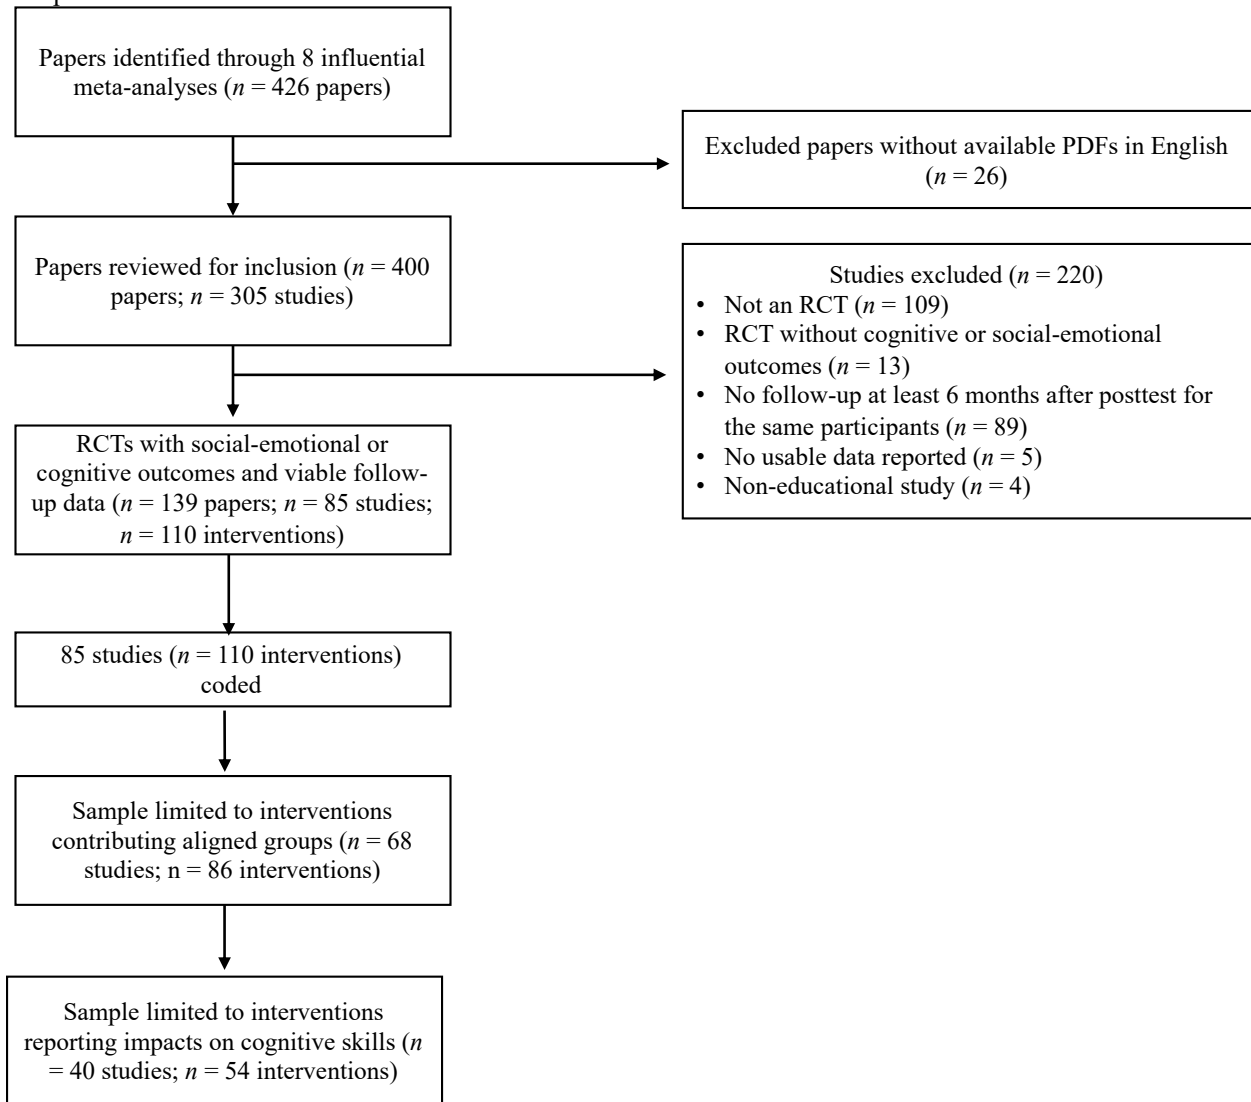 Papers identified through 8 influential
meta-analyses (n = 426 papers)
Excluded papers without available PDFs in English
(n = 26)
Papers reviewed for inclusion (n = 400
papers; n = 305 studies)
Studies excluded (n = 220)
• Not an RCT (n = 109)
• RCT without cognitive or social-emotional
outcomes (n = 13)
• No follow-up at least 6 months after posttest for
the same participants (n = 89)
• No usable data reported (n = 5)
• Non-educational study (n = 4)
RCTs with social-emotional or
cognitive outcomes and viable follow-
up data (n = 139 papers; n = 85 studies;
n = 110 interventions)
85 studies (n = 110 interventions)
coded
Sample limited to interventions
contributing aligned groups (n = 68
studies; n = 86 interventions)
Sample limited to interventions
reporting impacts on cognitive skills (n
= 40 studies; n = 54 interventions)